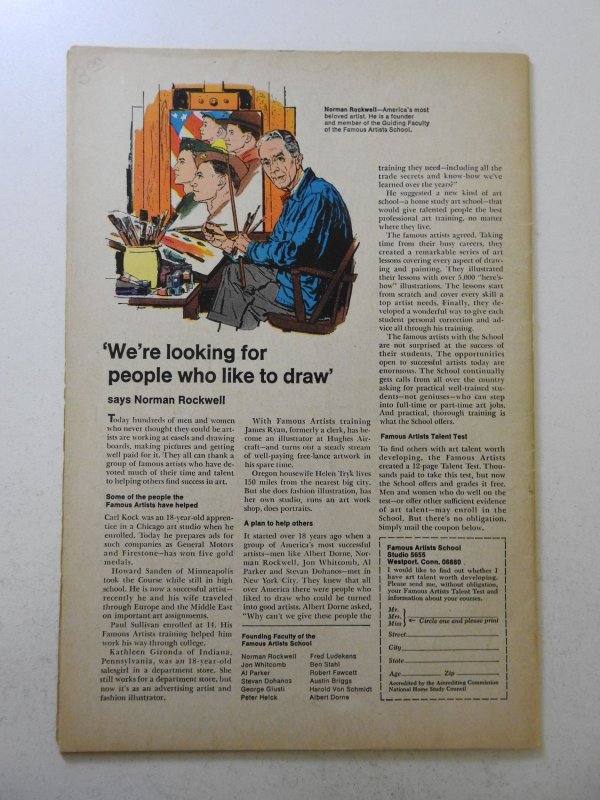 Norman Rockwell—America's most
beloved artist. He is a founder
and member of the Guiding Faculty
of the Famous Artists School.
'We're looking for
people who like to draw'
says Norman Rockwell
Today hundreds of men and women
who never thought they could be art-
ists are working at easels and drawing
boards, making pictures and getting
well paid for it. They all can thank a
group of famous artists who have de-
voted much of their time and talent
to helping others find success in art.
Some of the people the
Famous Artists have helped
Carl Kock was an 18-year-old appren-
tice in a Chicago art studio when he
enrolled. Today he prepares ads for
such companies as General Motors
and Firestone—has won five gold
medals.
Howard Sanden of Minneapolis
took the Course while still in high
school. He is now a successful artist—
recently he and his wife traveled
through Europe and the Middle East
on important art assignments.
Paul Sullivan enrolled at 14. His
Famous Artists training helped him
work his way through college.
Kathleen Gironda of Indiana,
Pennsylvania, was an 18-year-old
salesgirl in a department store. She
still works for a department store, but
now it's as an advertising artist and
fashion illustrator.
With Famous Artists training
James Ryan, formerly a clerk, has be-
come an illustrator at Hughes Air-
craft—and turns out a steady stream
of well-paying free-lance artwork in
his spare time.
Oregon housewife Helen Tryk lives
150 miles from the nearest big city.
But she does fashion illustration, has
her own studio, runs an art work
shop, does portraits.
A plan to help others
It started over 18 years ago when a
group of America's most successful
artists—men like Albert Dorne, Nor-
man Rockwell, Jon Whitcomb, Al
Parker and Stevan Dohanos—met in
New York City. They knew that all
over America there were people who
liked to draw who could be turned
into good artists. Albert Dorne asked,
"Why can't we give these people the
Founding Faculty of the
Famous Artists School
Norman Rockwell
Jon Whitcomb
Al Parker
Stevan Dohanos
George Giusti
Peter Helck
Fred Ludekens
Ben Stahl
Robert Fawcett
Austin Briggs
Harold Von Schmidt
Albert Dorne
training they need—including all the
trade secrets and know-how we've
learned over the years?"
He suggested a new kind of art
school—a home study art school—that
would give talented people the best
professional art training, no matter
where they live.
The famous artists agreed. Taking
time from their busy careers, they
created a remarkable series of art
lessons covering every aspect of draw-
ing and painting. They illustrated
their lessons with over 5,000 "here's-
how" illustrations. The lessons start
from scratch and cover every skill a
top artist needs. Finally, they de-
veloped a wonderful way to give each
student personal correction and ad-
vice all through his training.
The famous artists with the School
are not surprised at the success of
their students. The opportunities
open to successful artists today are
enormous. The School continually
gets calls from all over the country
asking for practical well-trained stu-
dents—not geniuses—who can step
into full-time or part-time art jobs.
And practical, thorough training is
what the School offers.
Famous Artists Talent Test
To find others with art talent worth
developing, the Famous Artists
created a 12-page Talent Test. Thou-
sands paid to take this test, but now
the School offers and grades it free.
Men and women who do well on the
test—or offer other sufficient evidence
of art talent—may enroll in the
School. But there's no obligation.
Simply mail the coupon below.
Famous Artists School
Studio 5655
Westport, Conn. 06880
I would like to find out whether I
have art talent worth developing.
Please send me, without obligation,
your Famous Artists Talent Test and
information about your courses.
Mr.
Mrs. ← Circle one and please print
Miss
Street
City
State
Age Zip
Accredited by the Accrediting Commission
National Home Study Council